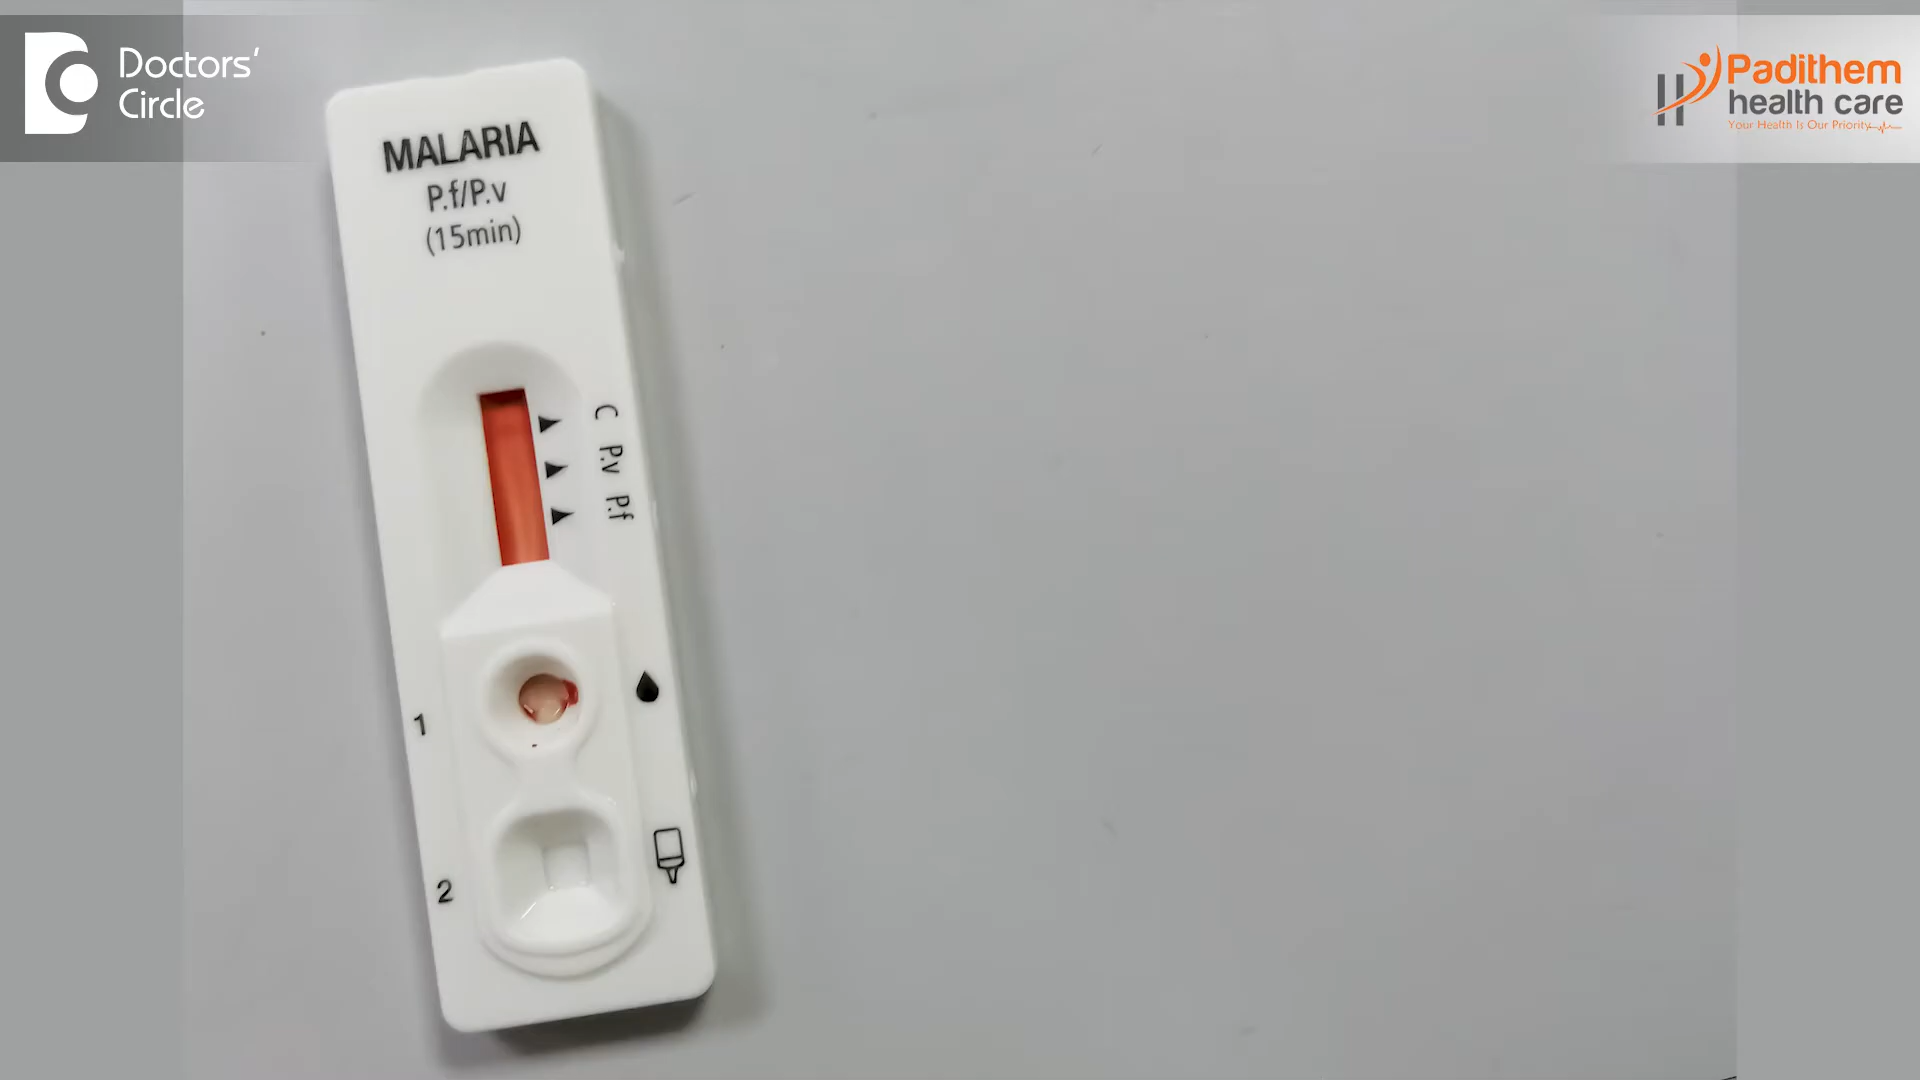 Doctors'
Circle
Padithem
health care
Your Health Is Our Priority
MALARIA
P.f/P.v
(15min)
C
P.v
P.f
1
2